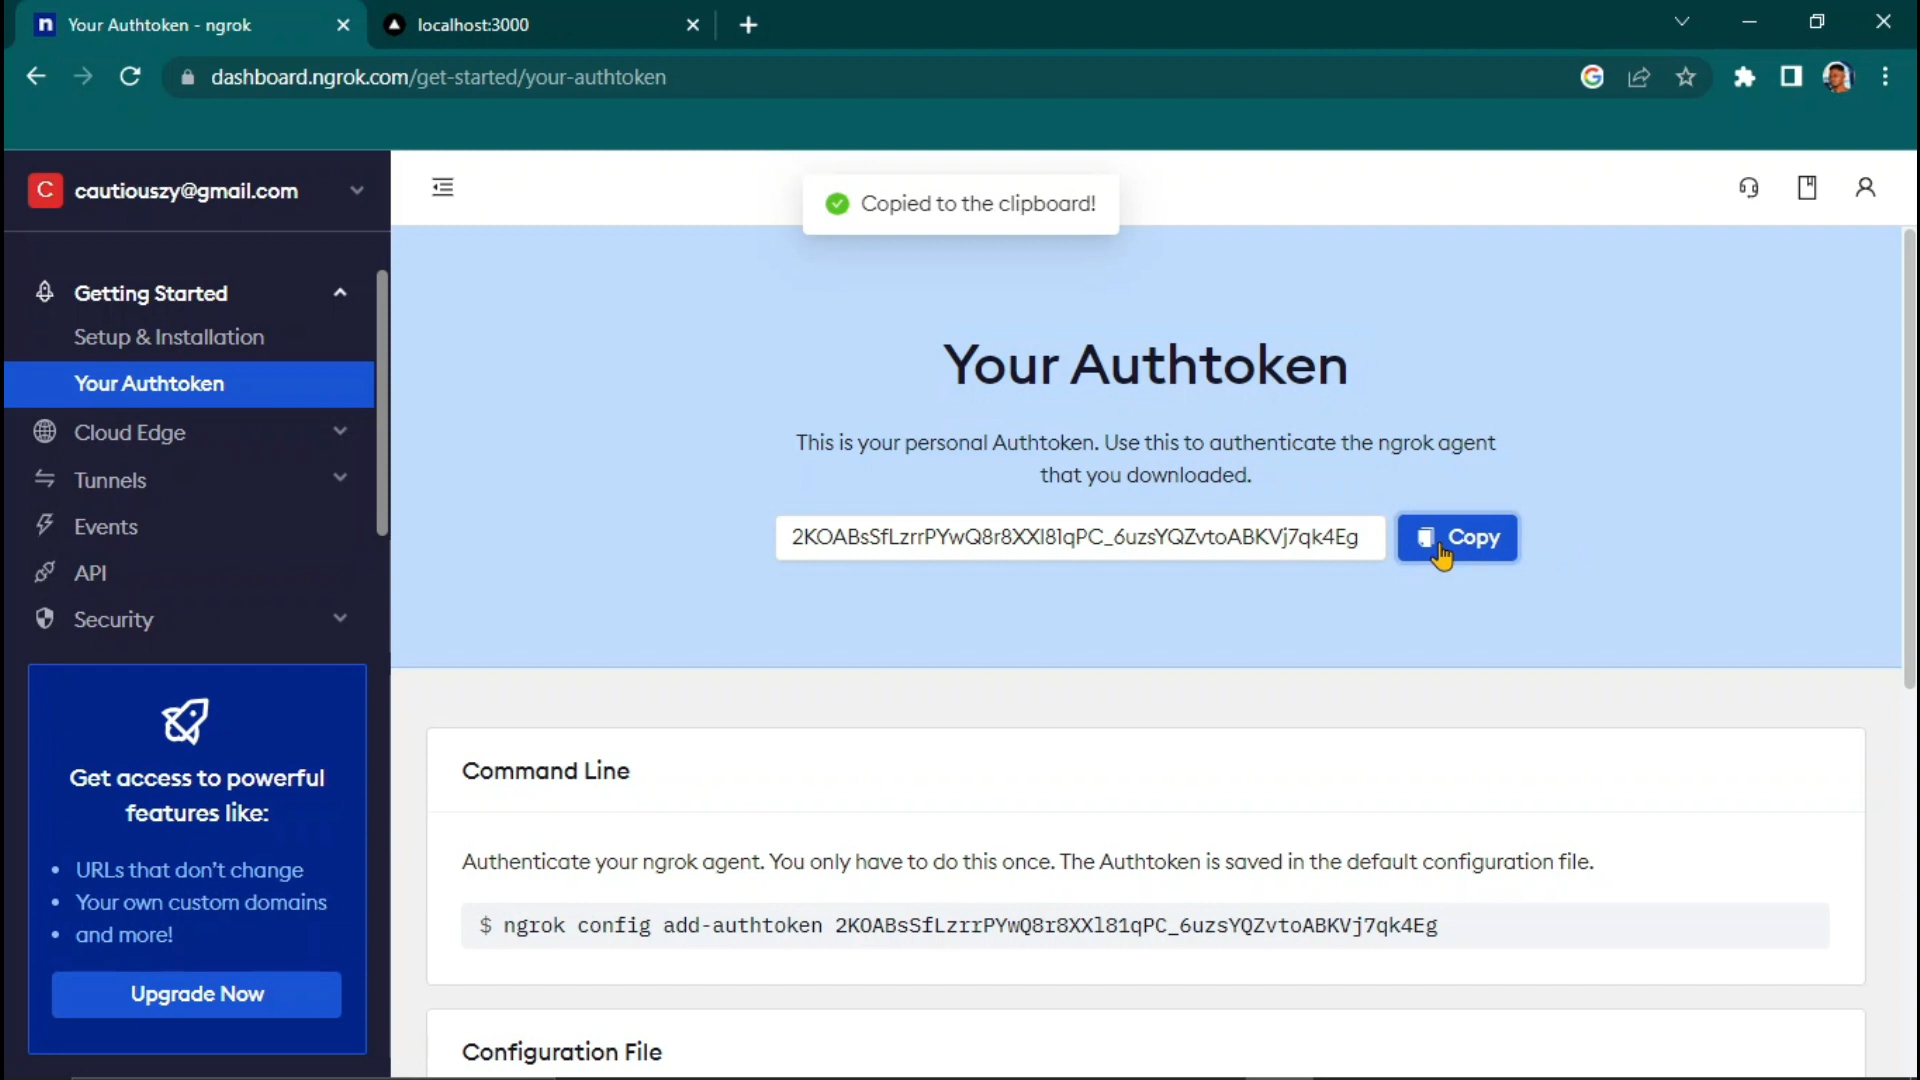 Your Authtoken - ngrok
localhost:3000
dashboard.ngrok.com/get-started/your-authtoken
C cautiouszy@gmail.com
Copied to the clipboard!
Getting Started
Setup & Installation
Your Authtoken
Cloud Edge
Tunnels
Events
API
Security
Get access to powerful
features like:
• URLs that don't change
• Your own custom domains
• and more!
Upgrade Now
Your Authtoken
This is your personal Authtoken. Use this to authenticate the ngrok agent
that you downloaded.
2KOABsSfLzrrPYwQ8r8XXl81qPC_6uzsYQZvtoABKVj7qk4Eg
Copy
Command Line
Authenticate your ngrok agent. You only have to do this once. The Authtoken is saved in the default configuration file.
$ ngrok config add-authtoken 2KOABsSfLzrrPYwQ8r8XXl81qPC_6uzsYQZvtoABKVj7qk4Eg
Configuration File